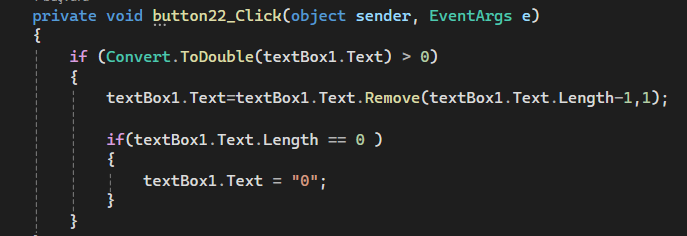 private void button22_Click(object sender, EventArgs e)
{
if (Convert.ToDouble(textBox1.Text) > 0)
{
textBox1.Text=textBox1.Text.Remove(textBox1.Text.Length-1,1);
if(textBox1.Text.Length == 0 )
{
textBox1.Text = "0";
}
}